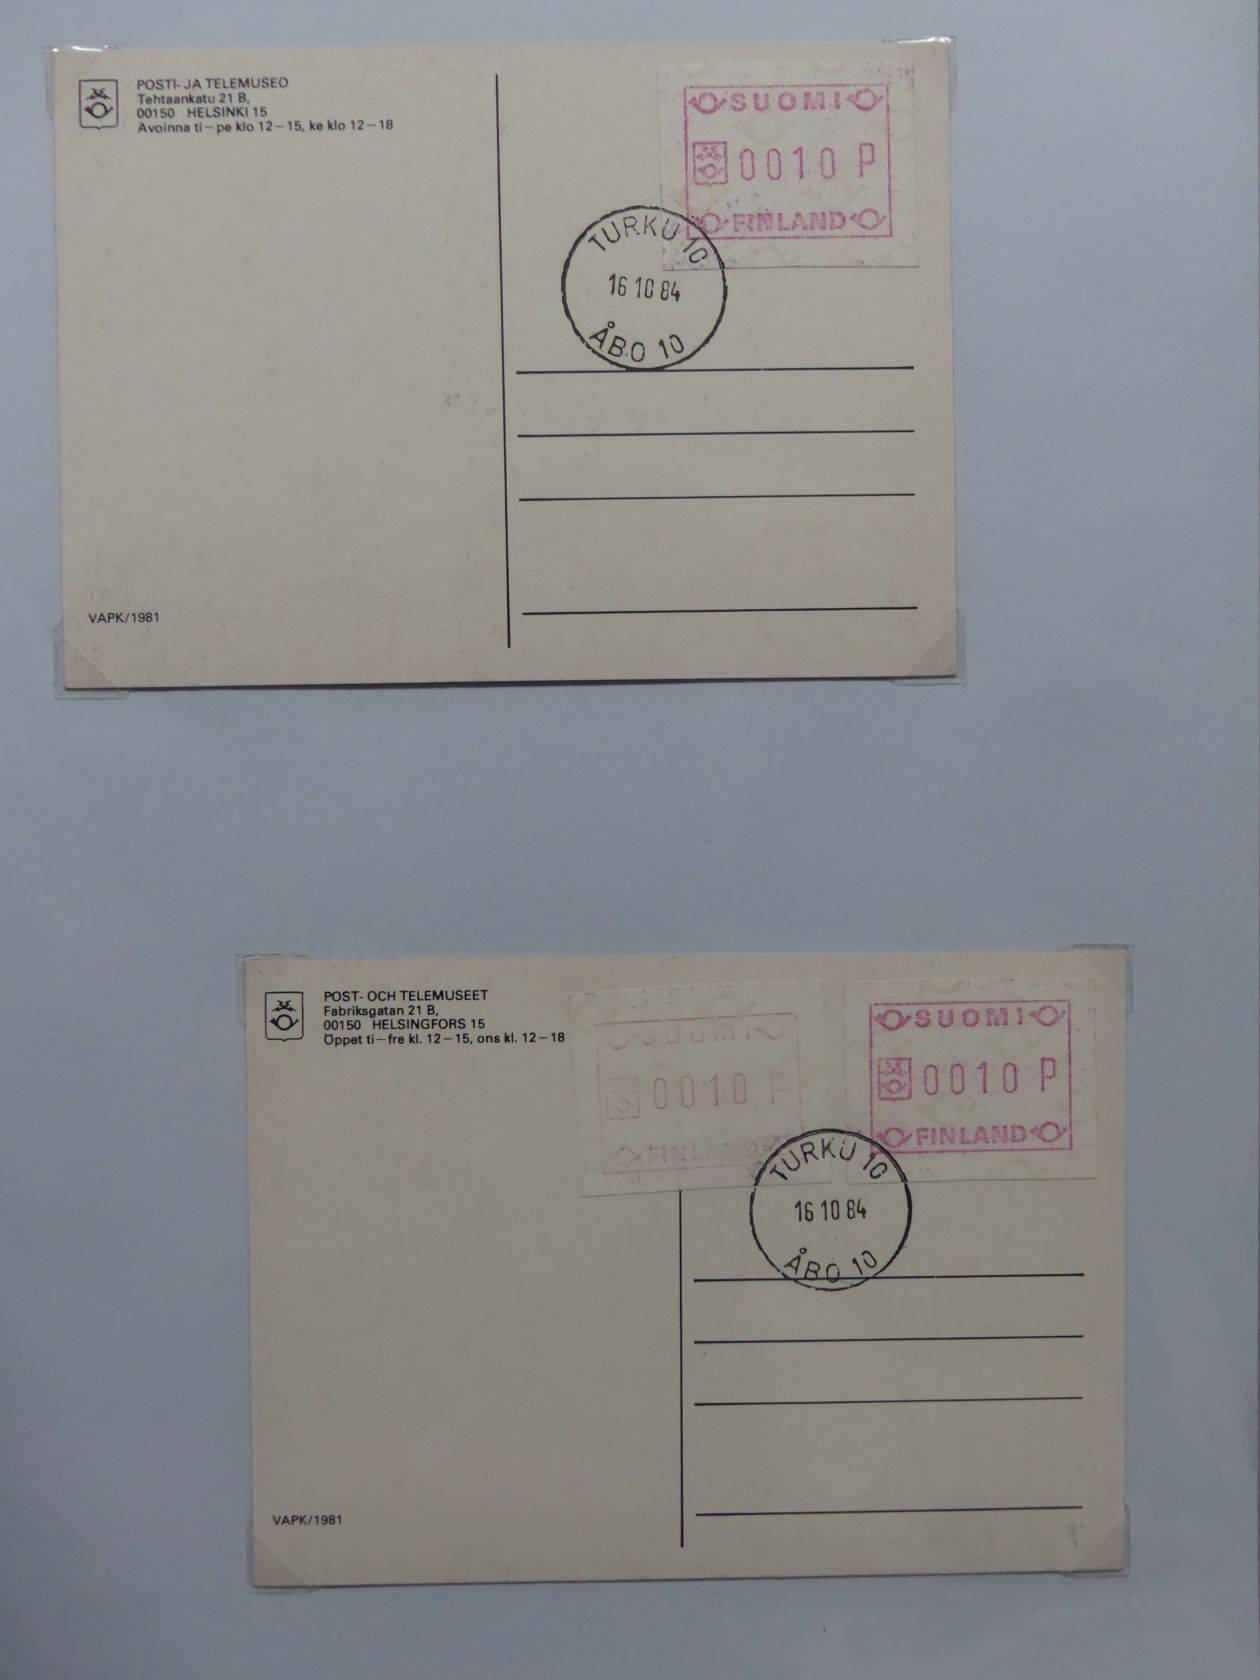 POSTI- JA TELEMUSEO
Tehtaankatu 21 B,
00150 HELSINKI 15
Avoinna ti – pe klo 12 – 15, ke klo 12 – 18
SUOMI
0010 P
FINLAND
TURKU 10
16 10 84
ÅBO 10
VAPK/1981
POST- OCH TELEMUSEET
Fabriksgatan 21 B,
00150 HELSINGFORS 15
Öppet ti – fre kl. 12 – 15, ons kl. 12 – 18
SUOMI
0010 P
FINLAND
SUOMI
0010 P
FINLAND
TURKU 10
16 10 84
ÅBO 10
VAPK/1981